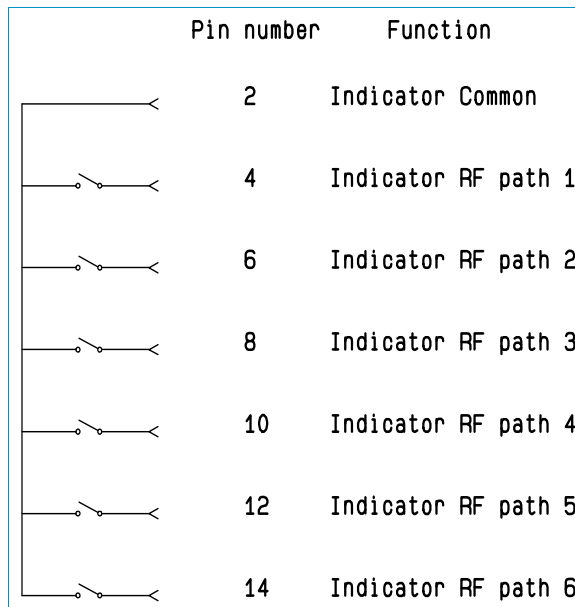 Pin number Function
2 Indicator Common
4 Indicator RF path 1
6 Indicator RF path 2
8 Indicator RF path 3
10 Indicator RF path 4
12 Indicator RF path 5
14 Indicator RF path 6